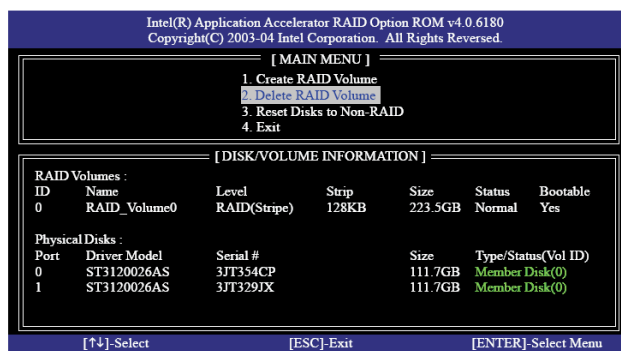 Intel(R) Application Accelerator RAID Option ROM v4.0.6180
Copyright(C) 2003-04 Intel Corporation. All Rights Reversed.
[ MAIN MENU ]
1. Create RAID Volume
2. Delete RAID Volume
3. Reset Disks to Non-RAID
4. Exit
[ DISK/VOLUME INFORMATION ]
RAID Volumes :
ID Name Level Strip Size Status Bootable
0 RAID_Volume0 RAID(Stripe) 128KB 223.5GB Normal Yes
Physical Disks :
Port Driver Model Serial # Size Type/Status(Vol ID)
0 ST3120026AS 3JT354CP 111.7GB Member Disk(0)
1 ST3120026AS 3JT329JX 111.7GB Member Disk(0)
[↑↓]-Select [ESC]-Exit [ENTER]-Select Menu